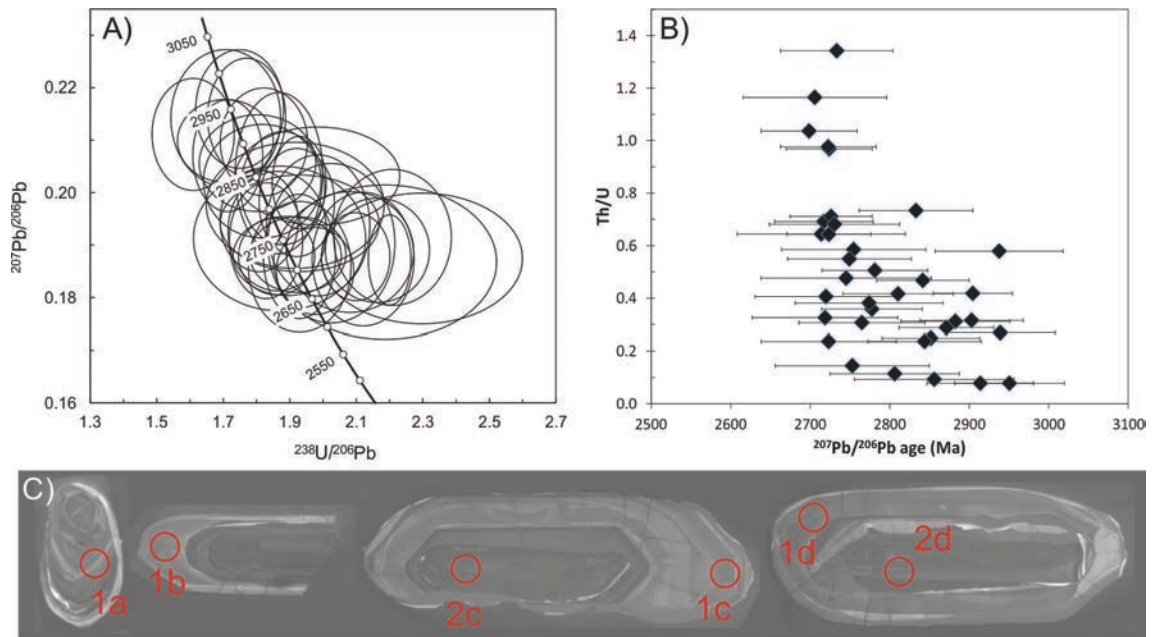 A)
0.22
0.20
0.18
0.16
²⁰⁷Pb/²⁰⁶Pb
3050
2950
2850
2750
2650
2550
1.3 1.5 1.7 1.9 2.1 2.3 2.5 2.7
²³⁸U/²⁰⁶Pb
B)
1.4
1.2
1.0
0.8
0.6
0.4
0.2
0.0
Th/U
2500 2600 2700 2800 2900 3000 3100
²⁰⁷Pb/²⁰⁶Pb age (Ma)
C)
1a
1b
2c
1c
1d
2d